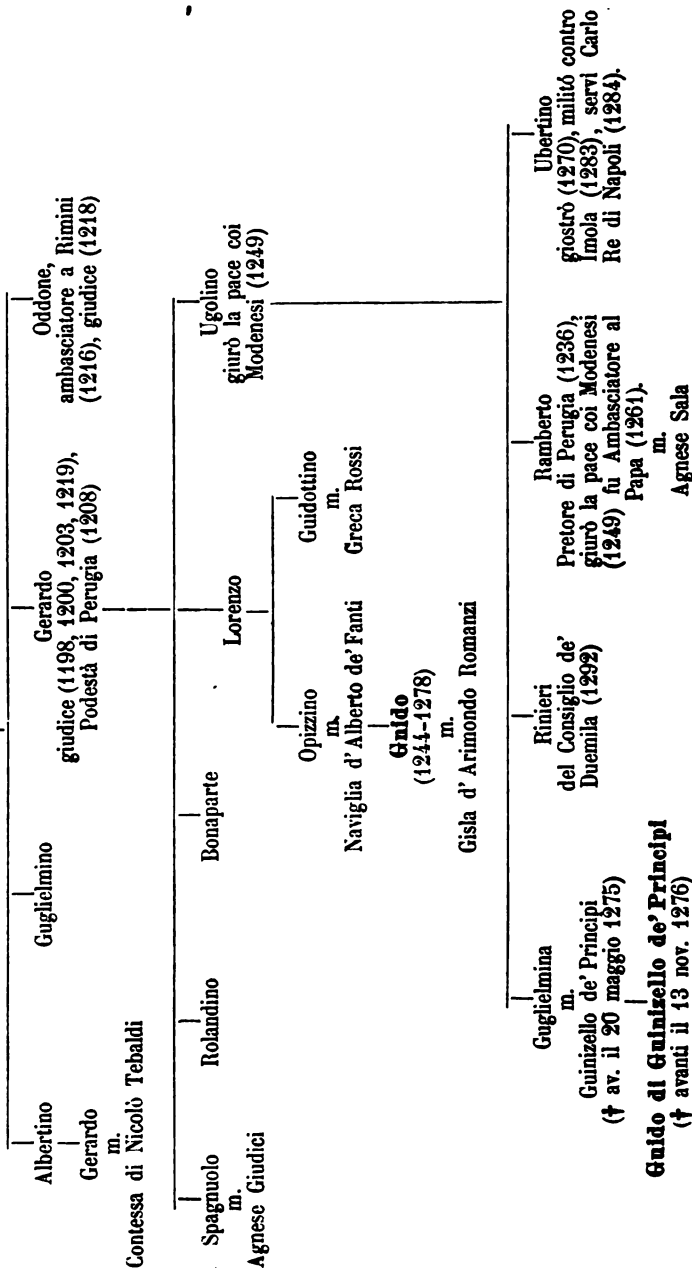 Albertino
Gerardo
m.
Contessa di Nicolò Tebaldi
Guglielmino
Gerardo
giudice (1198, 1200, 1203, 1219),
Podestà di Perugia (1208)
Oddone,
ambasciatore a Rimini
(1216), giudice (1218)
Spagnuolo
m.
Agnese Giudici
Rolandino
Bonaparte
Lorenzo
Ugolino
giurò la pace coi
Modenesi (1249)
Opizzino
m.
Naviglia d'Alberto de' Fanti
Guido
(1244-1278)
m.
Gisla d' Arimondo Romanzi
Guidottino
m.
Greca Rossi
Guglielmina
m.
Guinizello de' Principi
(† av. il 20 maggio 1275)
Guido di Guinizello de' Principi
(† avanti il 13 nov. 1276)
Rinieri
del Consiglio de'
Duemila (1292)
Ramberto
Pretore di Perugia (1236),
giurò la pace coi Modenesi
(1249) fu Ambasciatore al
Papa (1261).
m.
Agnese Sala
Ubertino
giostrò (1270), militó contro
Imola (1283), servi Carlo
Re di Napoli (1284).